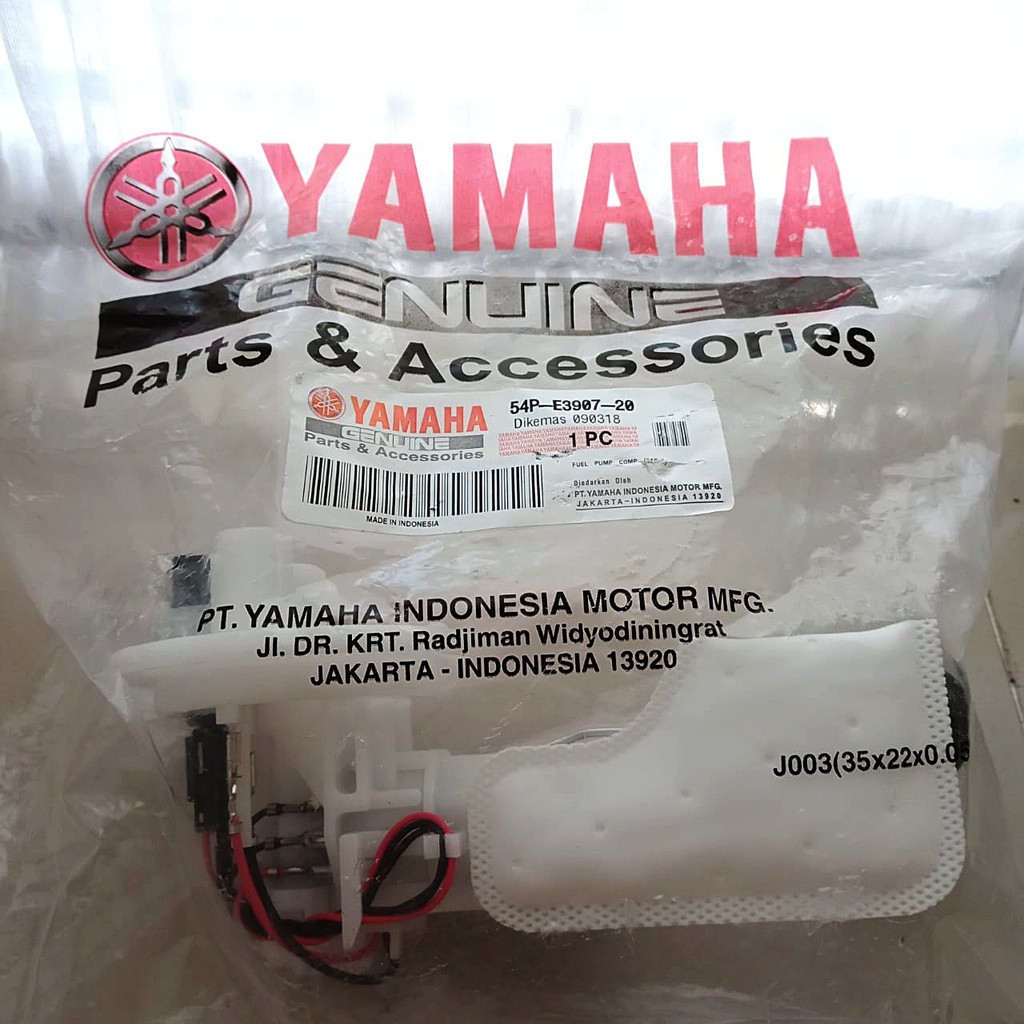 YAMAHA
GENUINE
Parts & Accessories
YAMAHA
GENUINE
Parts & Accessories
MADE IN INDONESIA
54P-E3907-20
Dikemas 090318
1 PC
FUEL PUMP COMP
Diedarkan Oleh
PT. YAMAHA INDONESIA MOTOR MFG.
JAKARTA-INDONESIA 13920
PT. YAMAHA INDONESIA MOTOR MFG.
Jl. DR. KRT. Radjiman Widyodiningrat
JAKARTA - INDONESIA 13920
J003(35x22x0.05